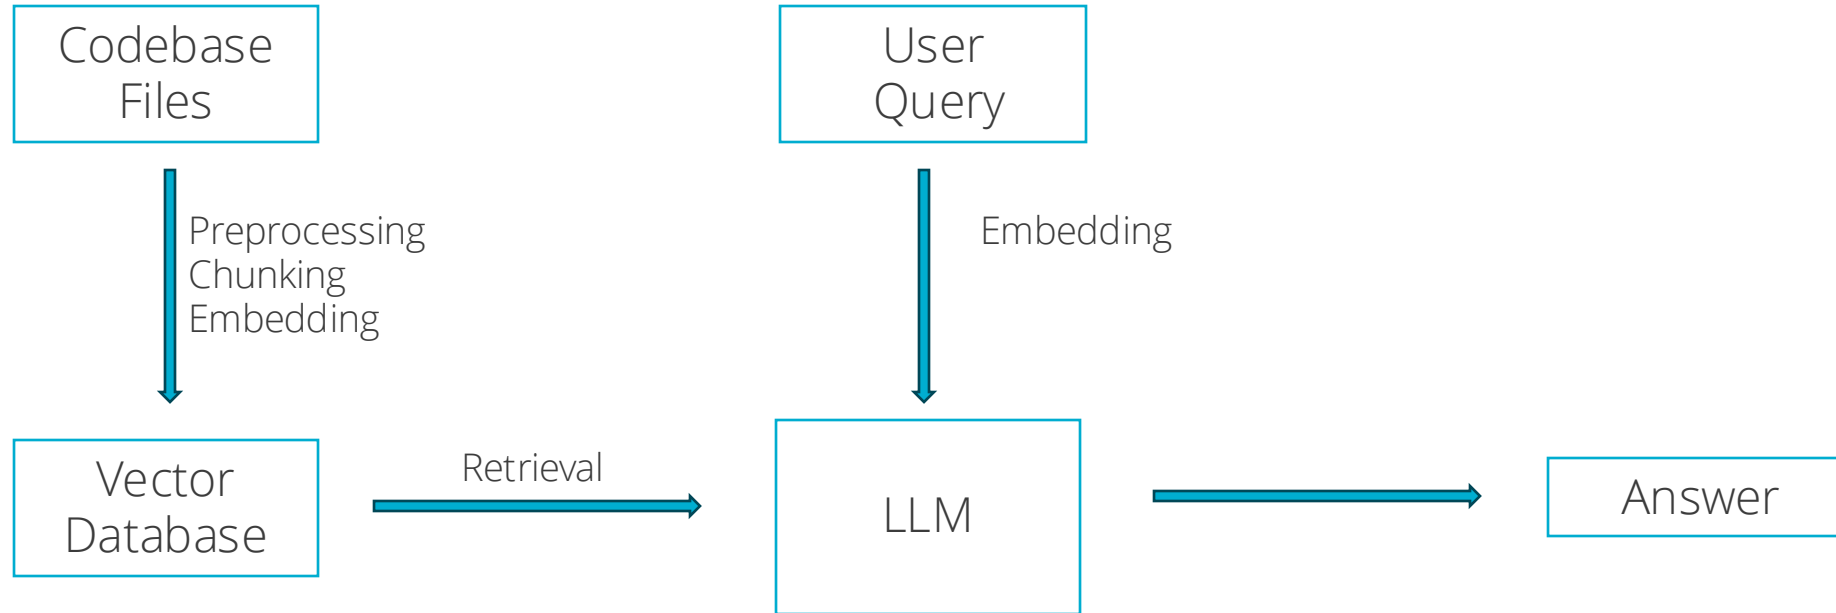 Codebase
Files
User
Query
Preprocessing
Chunking
Embedding
Embedding
Vector
Database
Retrieval
LLM
Answer